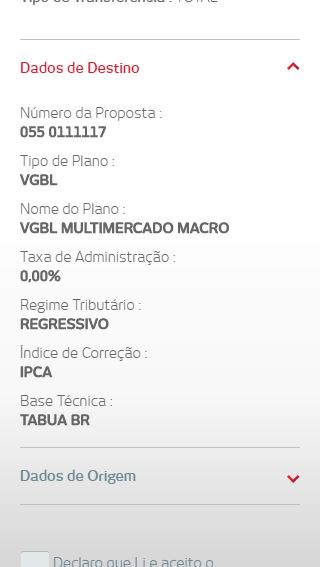 Tipo de Transferência : TOTAL
Dados de Destino
Número da Proposta :
055 0111117
Tipo de Plano :
VGBL
Nome do Plano :
VGBL MULTIMERCADO MACRO
Taxa de Administração :
0,00%
Regime Tributário :
REGRESSIVO
Índice de Correção :
IPCA
Base Técnica :
TABUA BR
Dados de Origem
Declaro que Li e aceito o